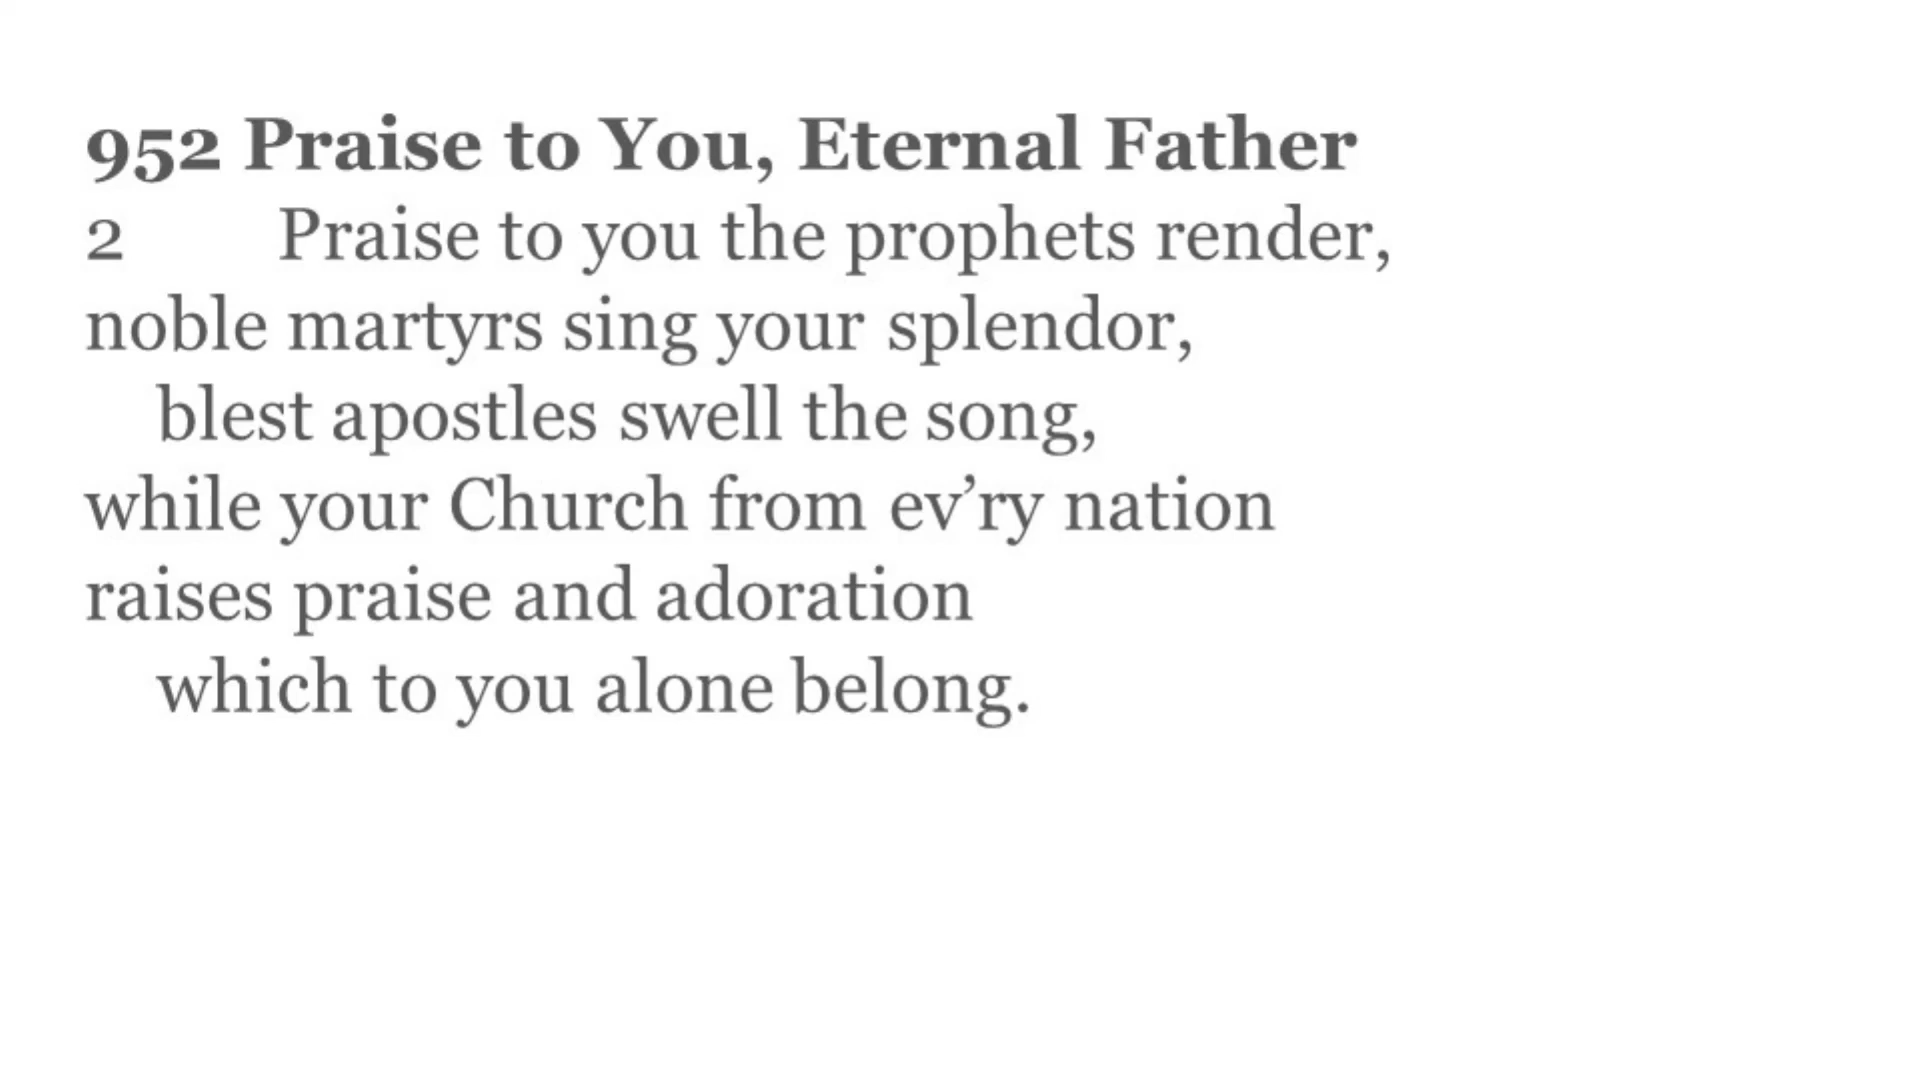 952 Praise to You, Eternal Father
2 Praise to you the prophets render,
noble martyrs sing your splendor,
blest apostles swell the song,
while your Church from ev’ry nation
raises praise and adoration
which to you alone belong.